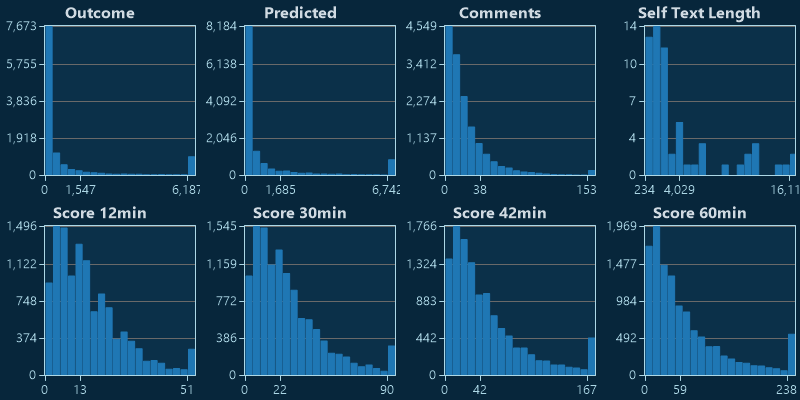 Outcome
7,673
5,755
3,836
1,918
0
0 1,547 6,187
Predicted
8,184
6,138
4,092
2,046
0
0 1,685 6,742
Comments
4,549
3,412
2,274
1,137
0
0 38 153
Self Text Length
14
10
7
4
0
234 4,029 16,11
Score 12min
1,496
1,122
748
374
0
0 13 51
Score 30min
1,545
1,159
772
386
0
0 22 90
Score 42min
1,766
1,324
883
442
0
0 42 167
Score 60min
1,969
1,477
984
492
0
0 59 238